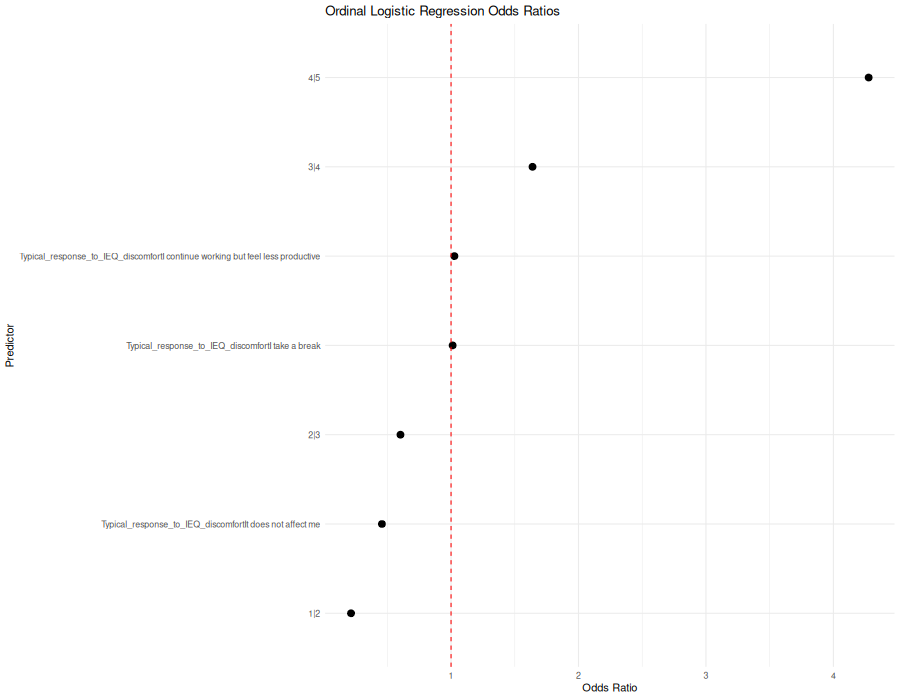 Ordinal Logistic Regression Odds Ratios
4|5
3|4
Typical_response_to_IEQ_discomfortI continue working but feel less productive
Typical_response_to_IEQ_discomfortI take a break
2|3
Typical_response_to_IEQ_discomfortIt does not affect me
1|2
Predictor
1 2 3 4
Odds Ratio